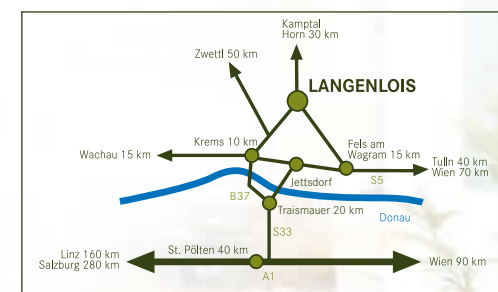 Kamptal
Horn 30 km
Zwettl 50 km
LANGENLOIS
Krems 10 km
Fels am
Wagram 15 km
Wachau 15 km
Tulln 40 km
Wien 70 km
Jettsdorf
S5
B37
Traismauer 20 km
Donau
S33
Linz 160 km
Salzburg 280 km
St. Pölten 40 km
Wien 90 km
A1